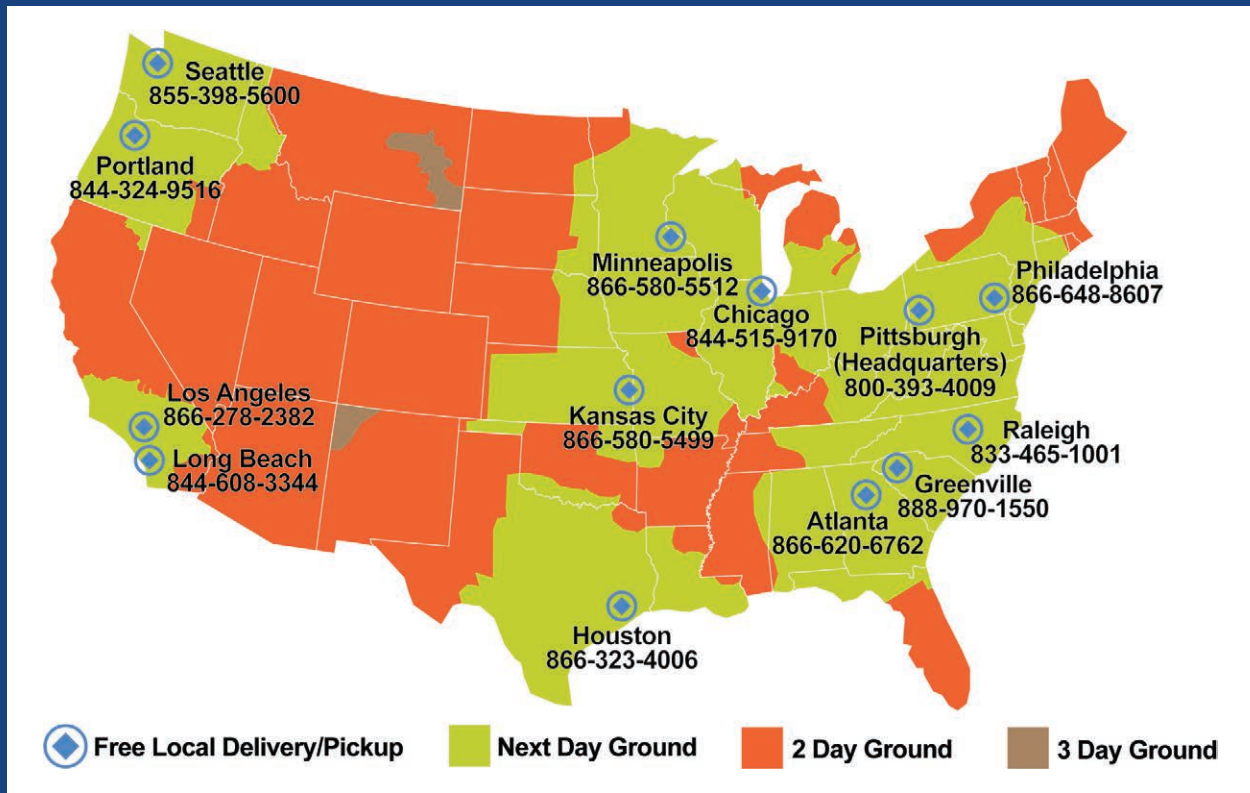 Seattle
855-398-5600
Portland
844-324-9516
Minneapolis
866-580-5512
Chicago
844-515-9170
Philadelphia
866-648-8607
Pittsburgh
(Headquarters)
800-393-4009
Los Angeles
866-278-2382
Long Beach
844-608-3344
Kansas City
866-580-5499
Raleigh
833-465-1001
Greenville
888-970-1550
Atlanta
866-620-6762
Houston
866-323-4006
Free Local Delivery/Pickup
Next Day Ground
2 Day Ground
3 Day Ground